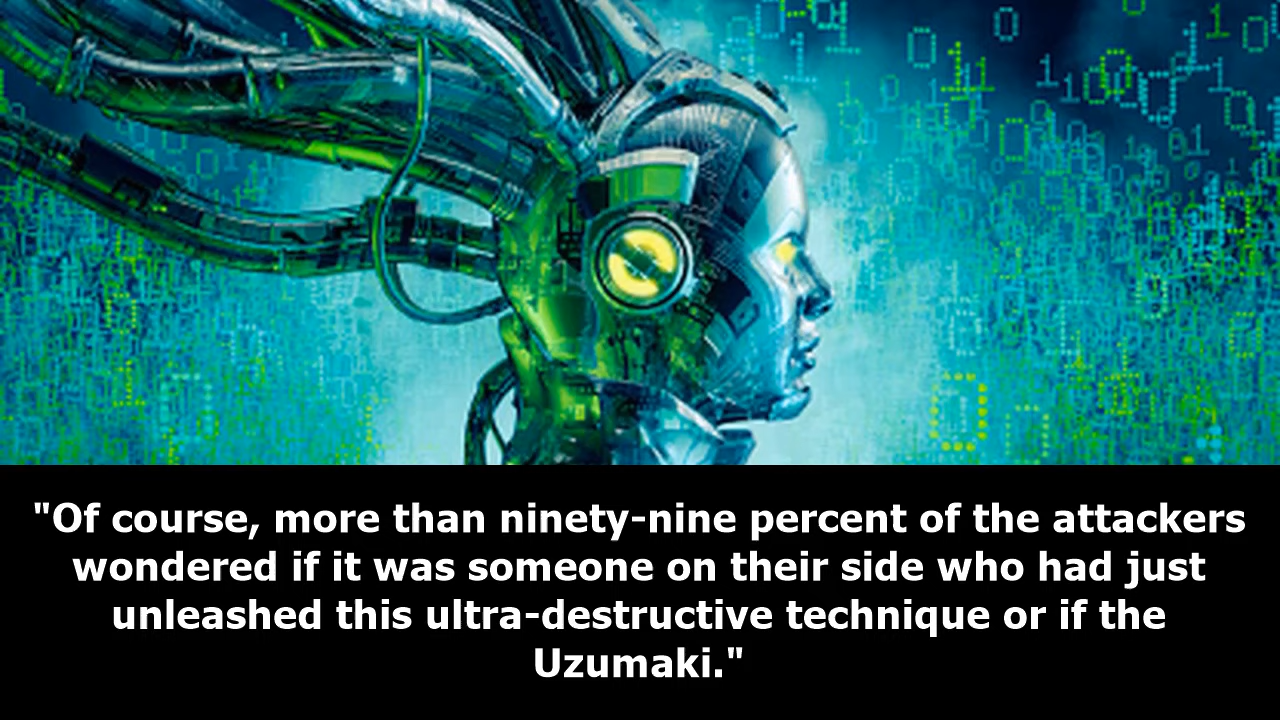 "Of course, more than ninety-nine percent of the attackers
wondered if it was someone on their side who had just
unleashed this ultra-destructive technique or if the
Uzumaki."